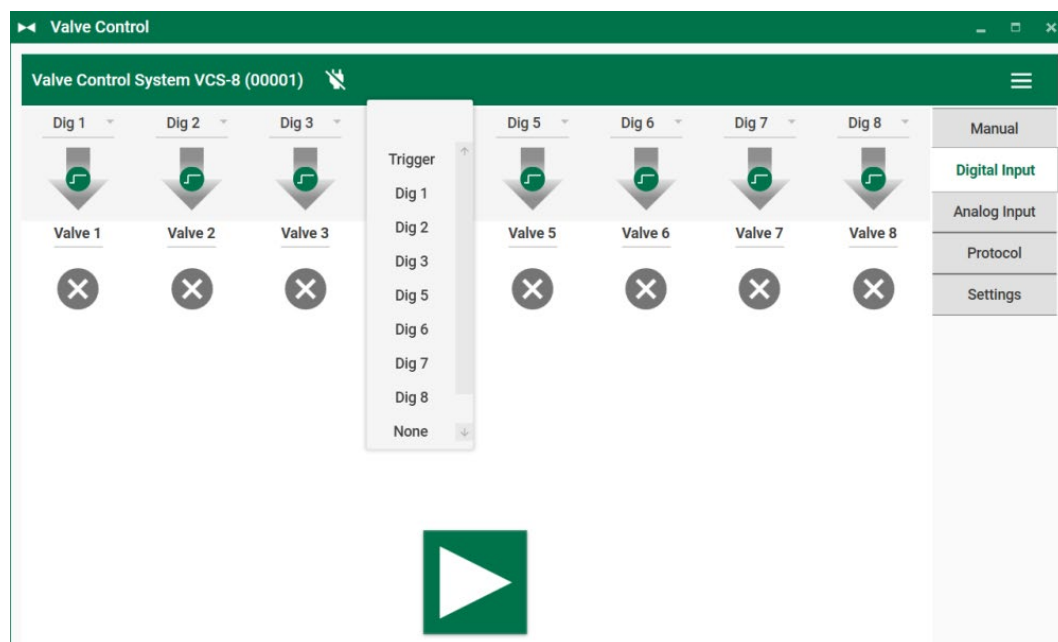 Valve Control
Valve Control System VCS-8 (00001)
Dig 1 Dig 2 Dig 3 Dig 5 Dig 6 Dig 7 Dig 8
Valve 1 Valve 2 Valve 3 Valve 5 Valve 6 Valve 7 Valve 8
Trigger
Dig 1
Dig 2
Dig 3
Dig 5
Dig 6
Dig 7
Dig 8
None
Manual
Digital Input
Analog Input
Protocol
Settings